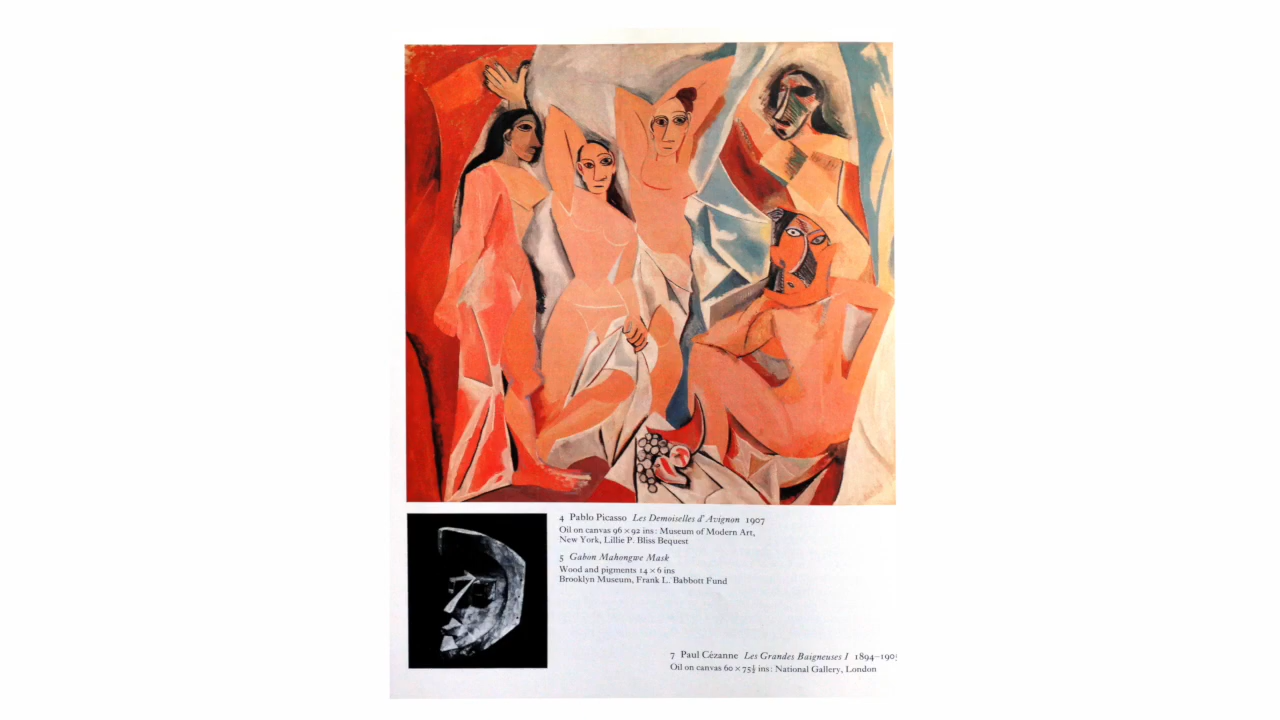 4 Pablo Picasso Les Demoiselles d'Avignon 1907
Oil on canvas 96 × 92 ins: Museum of Modern Art,
New York, Lillie P. Bliss Bequest
5 Gabon Mahongwe Mask
Wood and pigments 14 × 6 ins
Brooklyn Museum, Frank L. Babbott Fund
7 Paul Cézanne Les Grandes Baigneuses I 1894–1905
Oil on canvas 60 × 75½ ins: National Gallery, London